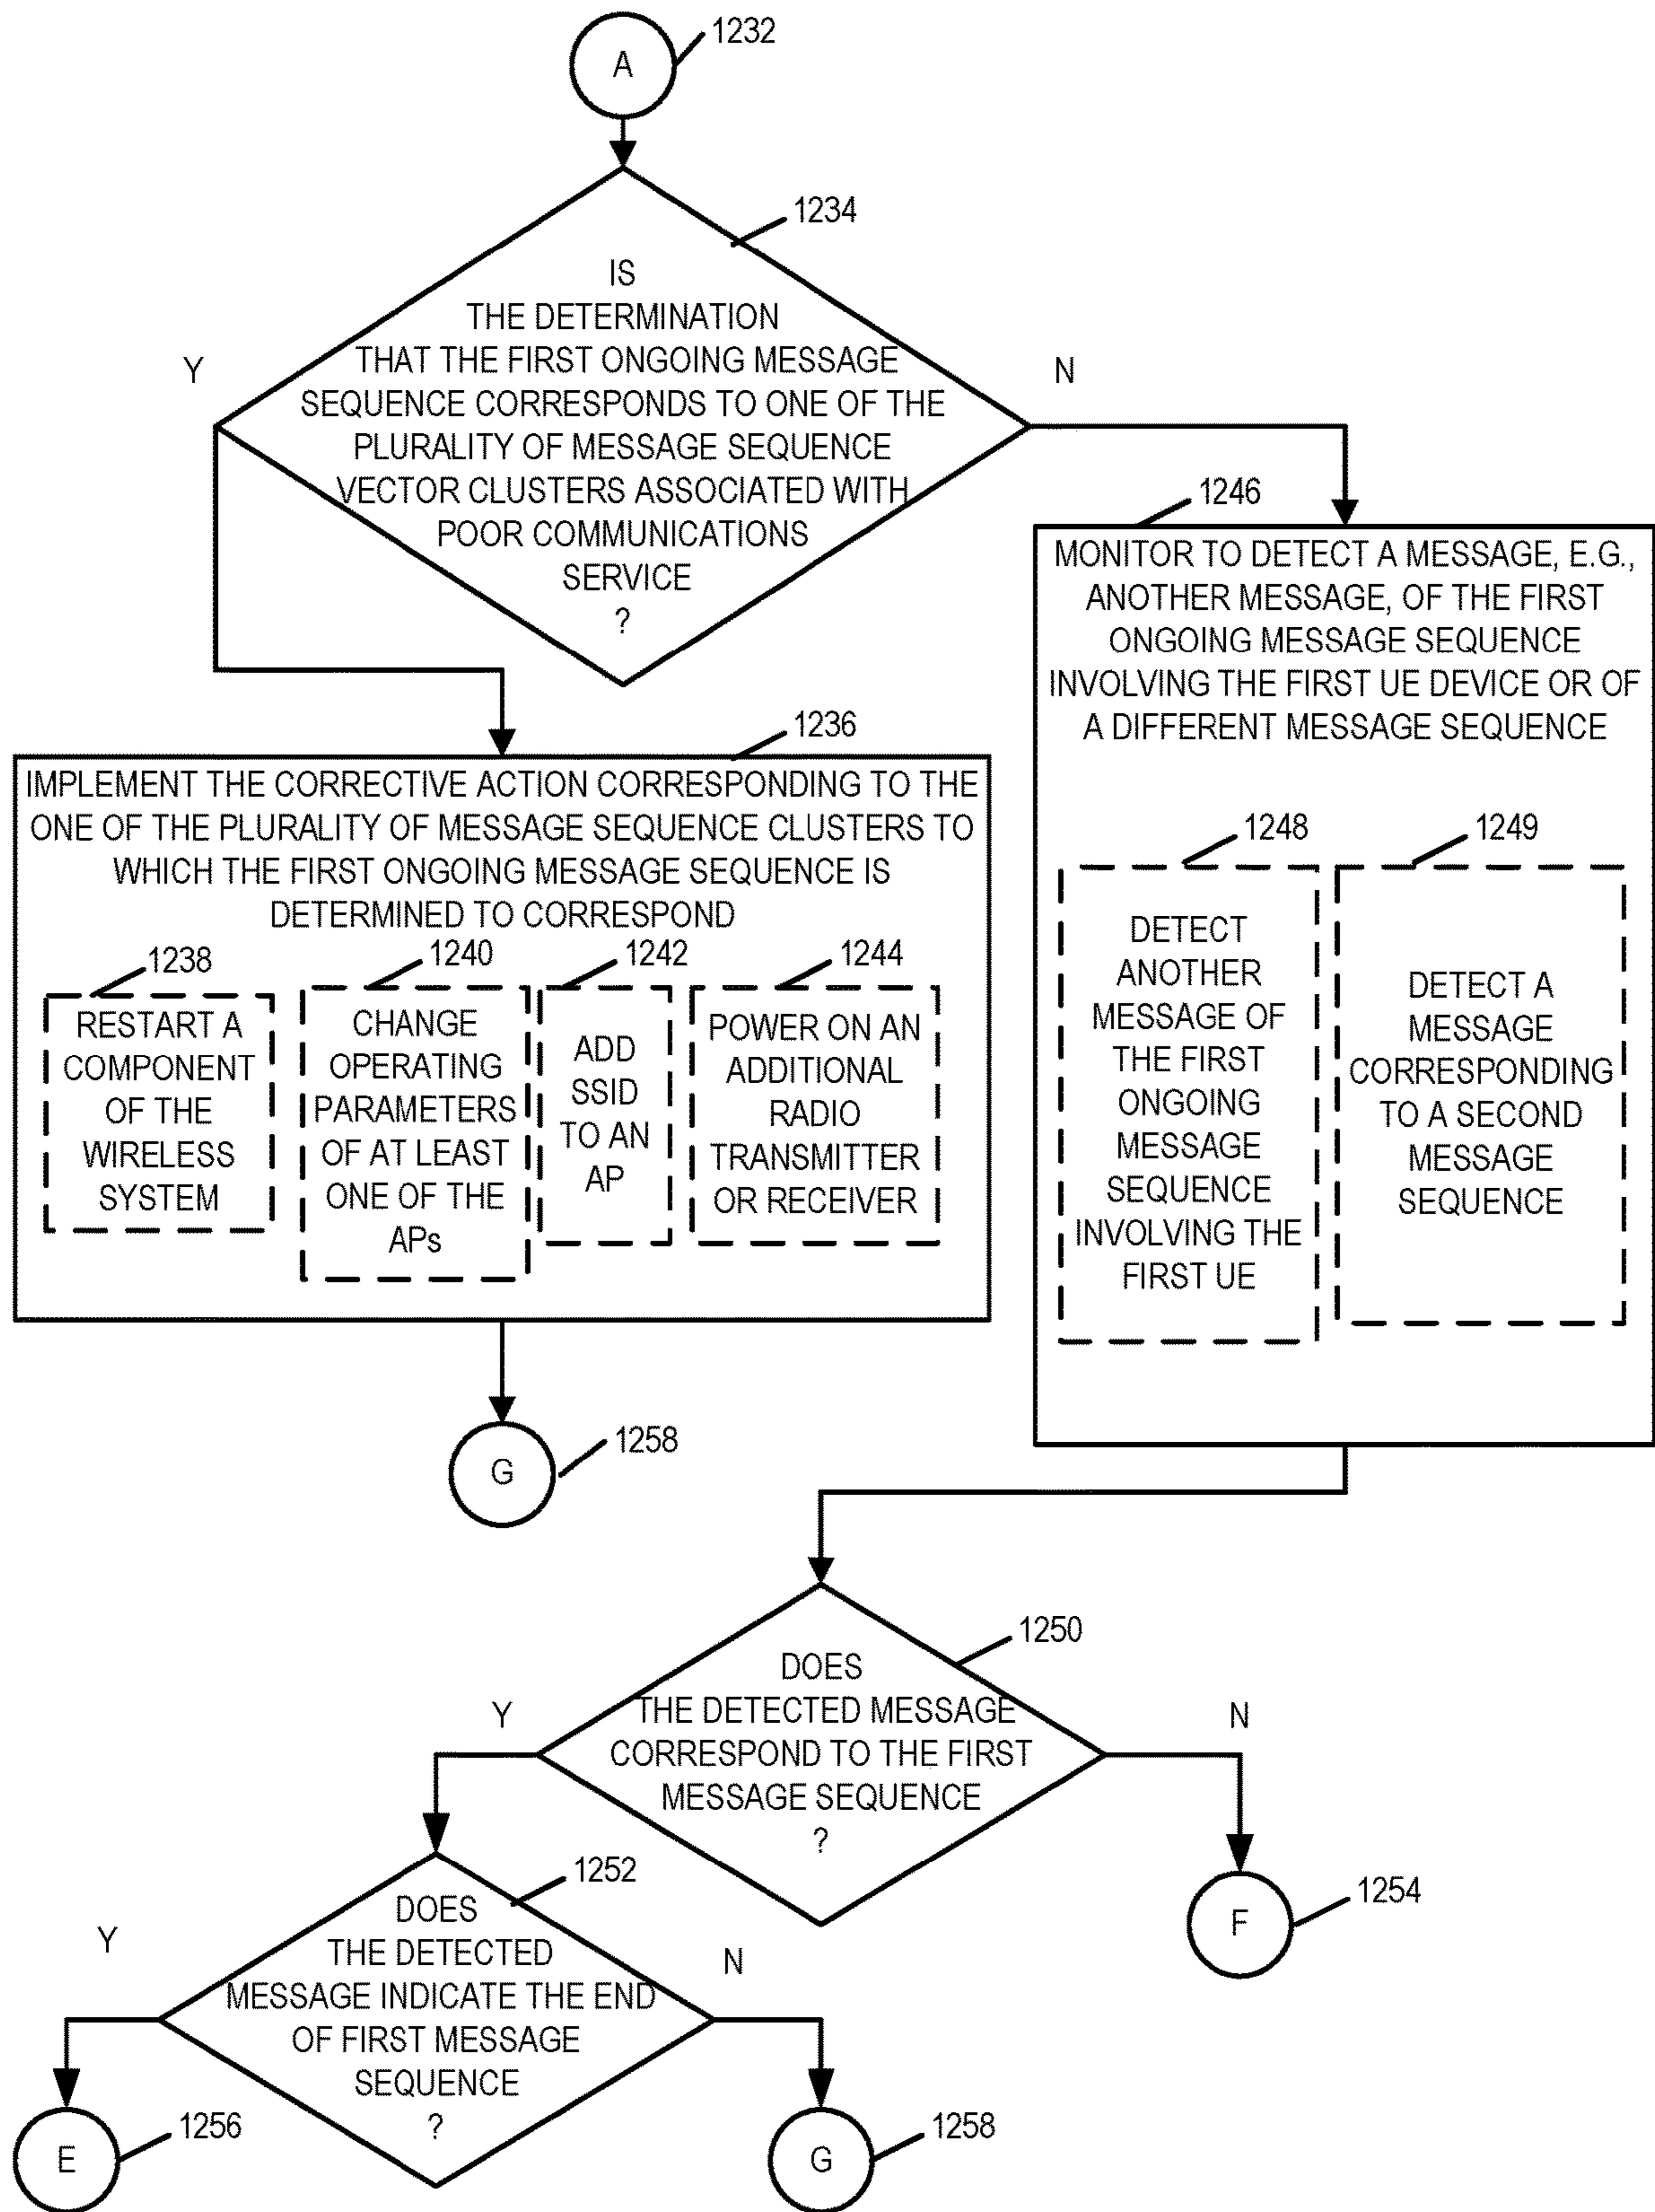 A
1232
1234
IS
THE DETERMINATION
THAT THE FIRST ONGOING MESSAGE
SEQUENCE CORRESPONDS TO ONE OF THE
PLURALITY OF MESSAGE SEQUENCE
VECTOR CLUSTERS ASSOCIATED WITH
POOR COMMUNICATIONS
SERVICE
?
Y
N
1236
IMPLEMENT THE CORRECTIVE ACTION CORRESPONDING TO THE
ONE OF THE PLURALITY OF MESSAGE SEQUENCE CLUSTERS TO
WHICH THE FIRST ONGOING MESSAGE SEQUENCE IS
DETERMINED TO CORRESPOND
1238
RESTART A
COMPONENT
OF THE
WIRELESS
SYSTEM
1240
CHANGE
OPERATING
PARAMETERS
OF AT LEAST
ONE OF THE
APs
1242
ADD
SSID
TO AN
AP
1244
POWER ON AN
ADDITIONAL
RADIO
TRANSMITTER
OR RECEIVER
G
1258
1246
MONITOR TO DETECT A MESSAGE, E.G.,
ANOTHER MESSAGE, OF THE FIRST
ONGOING MESSAGE SEQUENCE
INVOLVING THE FIRST UE DEVICE OR OF
A DIFFERENT MESSAGE SEQUENCE
1248
DETECT
ANOTHER
MESSAGE OF
THE FIRST
ONGOING
MESSAGE
SEQUENCE
INVOLVING THE
FIRST UE
1249
DETECT A
MESSAGE
CORRESPONDING
TO A SECOND
MESSAGE
SEQUENCE
1250
DOES
THE DETECTED MESSAGE
CORRESPOND TO THE FIRST
MESSAGE SEQUENCE
?
Y
N
F
1254
1252
DOES
THE DETECTED
MESSAGE INDICATE THE END
OF FIRST MESSAGE
SEQUENCE
?
Y
N
E
1256
G
1258